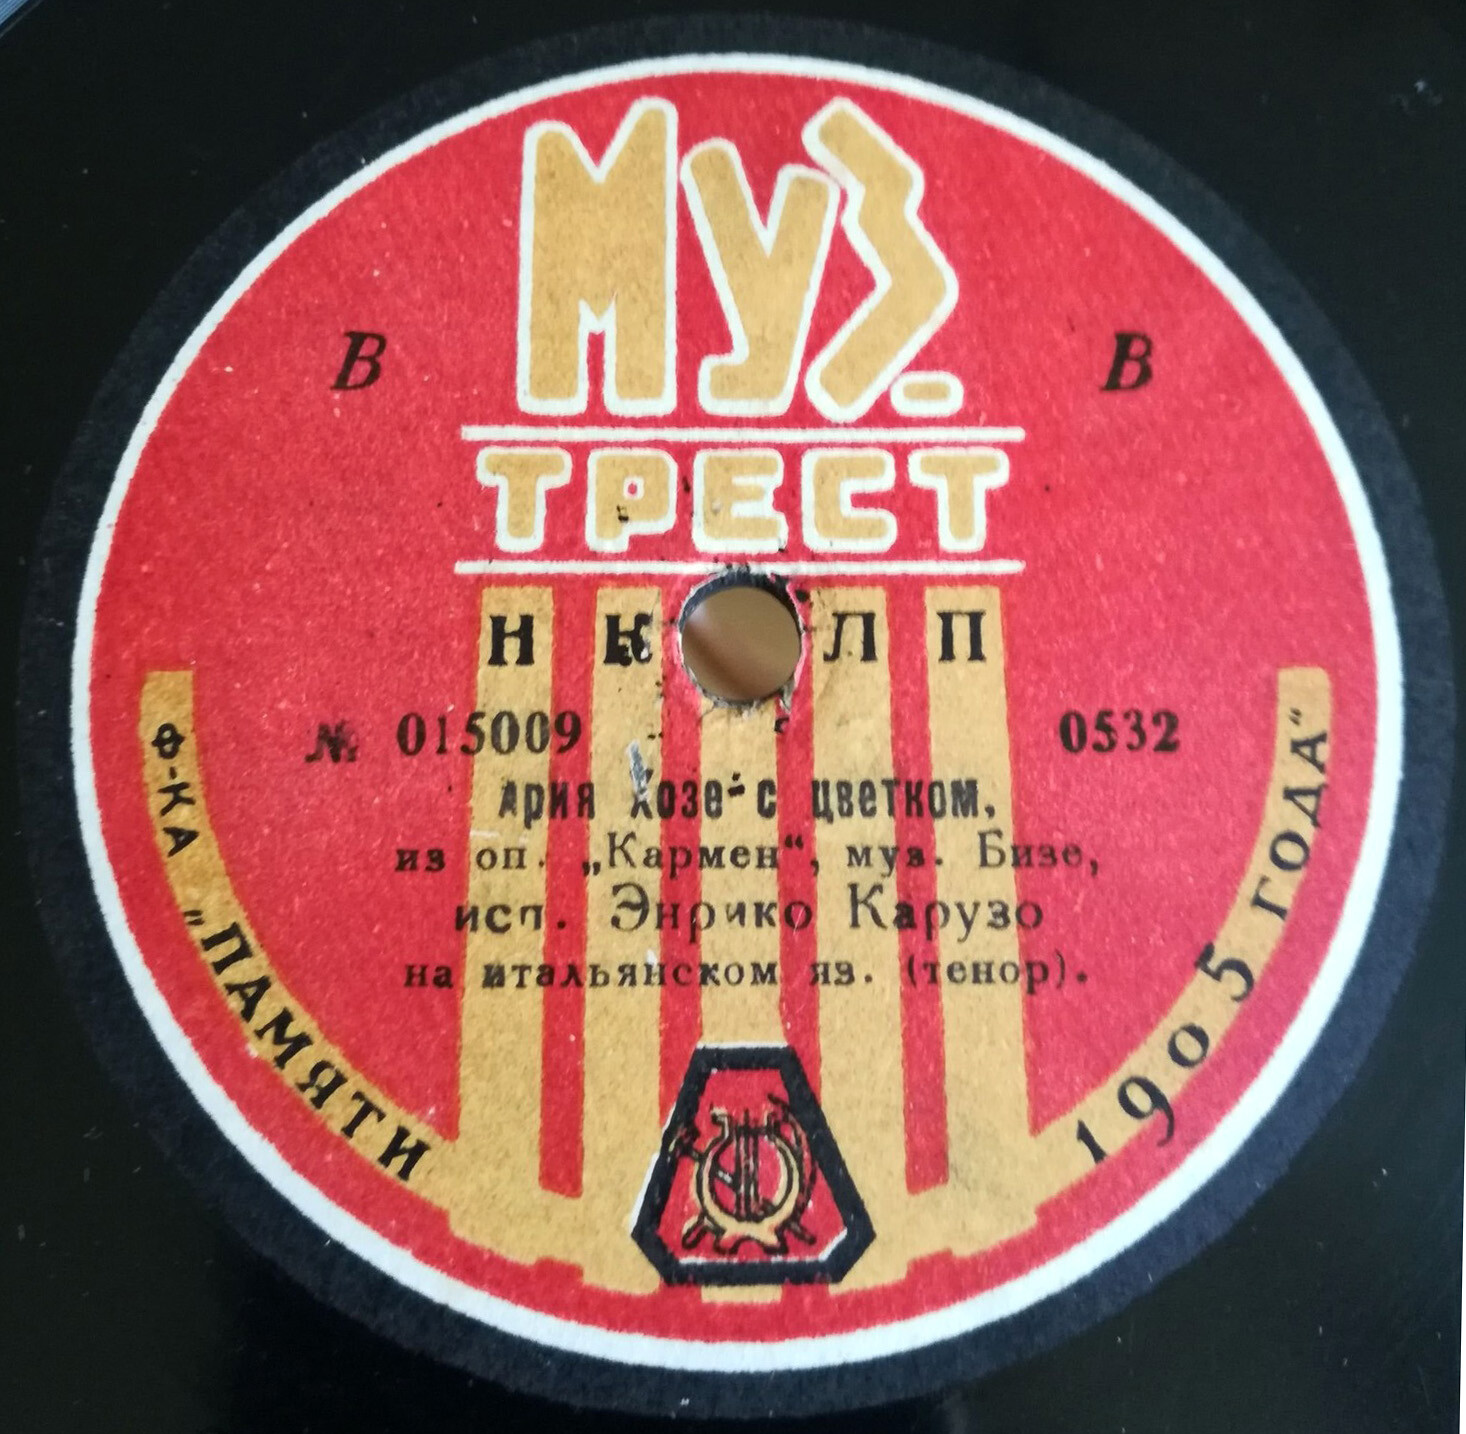 МУЗ.
В В
ТРЕСТ
Н К Л П
№ 015009 0532
Ария Хозе с цветком,
из оп. „Кармен“, муз. Бизе,
исп. Энрико Карузо
на итальянском яз. (тенор).
Ф-КА „ПАМЯТИ 1905 ГОДА“